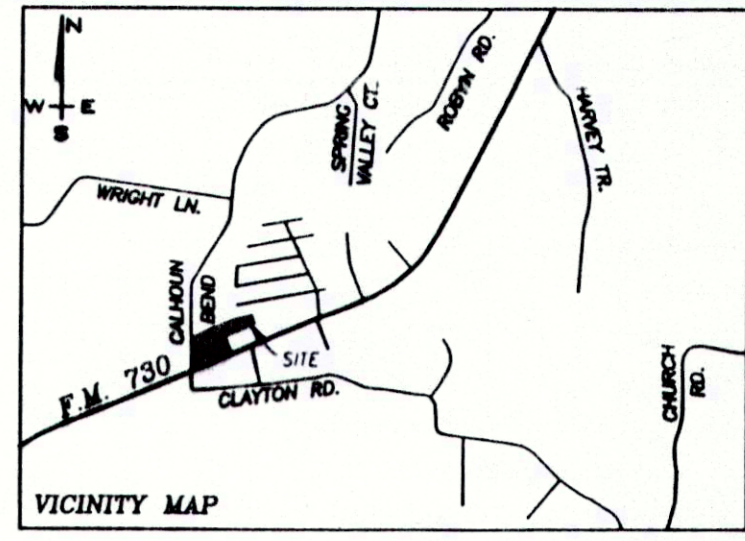 N
W E
S
WRIGHT LN.
SPRING
VALLEY CT.
ROBYN RD.
HARVEY TR.
CALHOUN
BEND
F.M. 730
SITE
CLAYTON RD.
CHURCH
RD.
VICINITY MAP